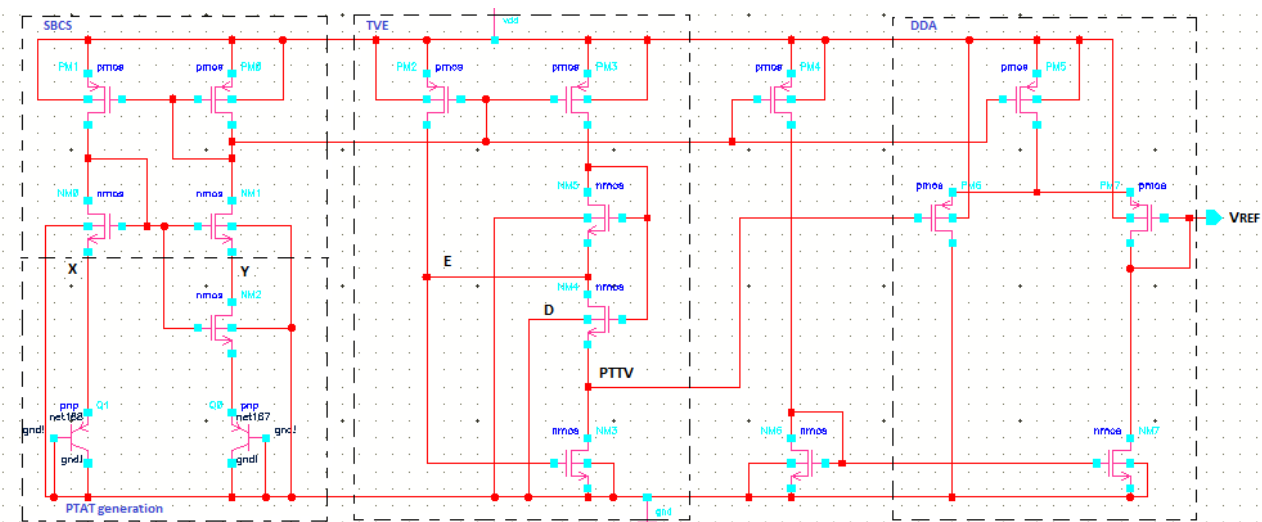 SBCS
TVE
vdd
DDA
PM1 pmos
pmos PM0
PM2 pmos
pmos PM3
pmos PM4
pmos PM5
NM0 nmos
nmos NM1
NM5 nmos
pmos PM6
PM7 pmos
VREF
X
Y
E
nmos NM2
NM4 nmos
D
PTTV
pnp Q1
Q0 pnp
net168
net167
gnd!
gnd!
gnd!
gnd!
nmos NM3
NM6 nmos
nmos NM7
PTAT generation
gnd